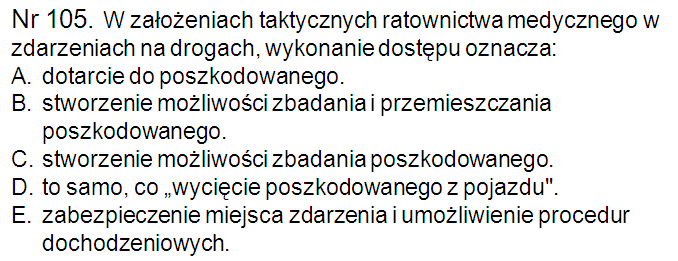 Nr 105. W założeniach taktycznych ratownictwa medycznego w
zdarzeniach na drogach, wykonanie dostępu oznacza:
A. dotarcie do poszkodowanego.
B. stworzenie możliwości zbadania i przemieszczania
poszkodowanego.
C. stworzenie możliwości zbadania poszkodowanego.
D. to samo, co „wycięcie poszkodowanego z pojazdu".
E. zabezpieczenie miejsca zdarzenia i umożliwienie procedur
dochodzeniowych.